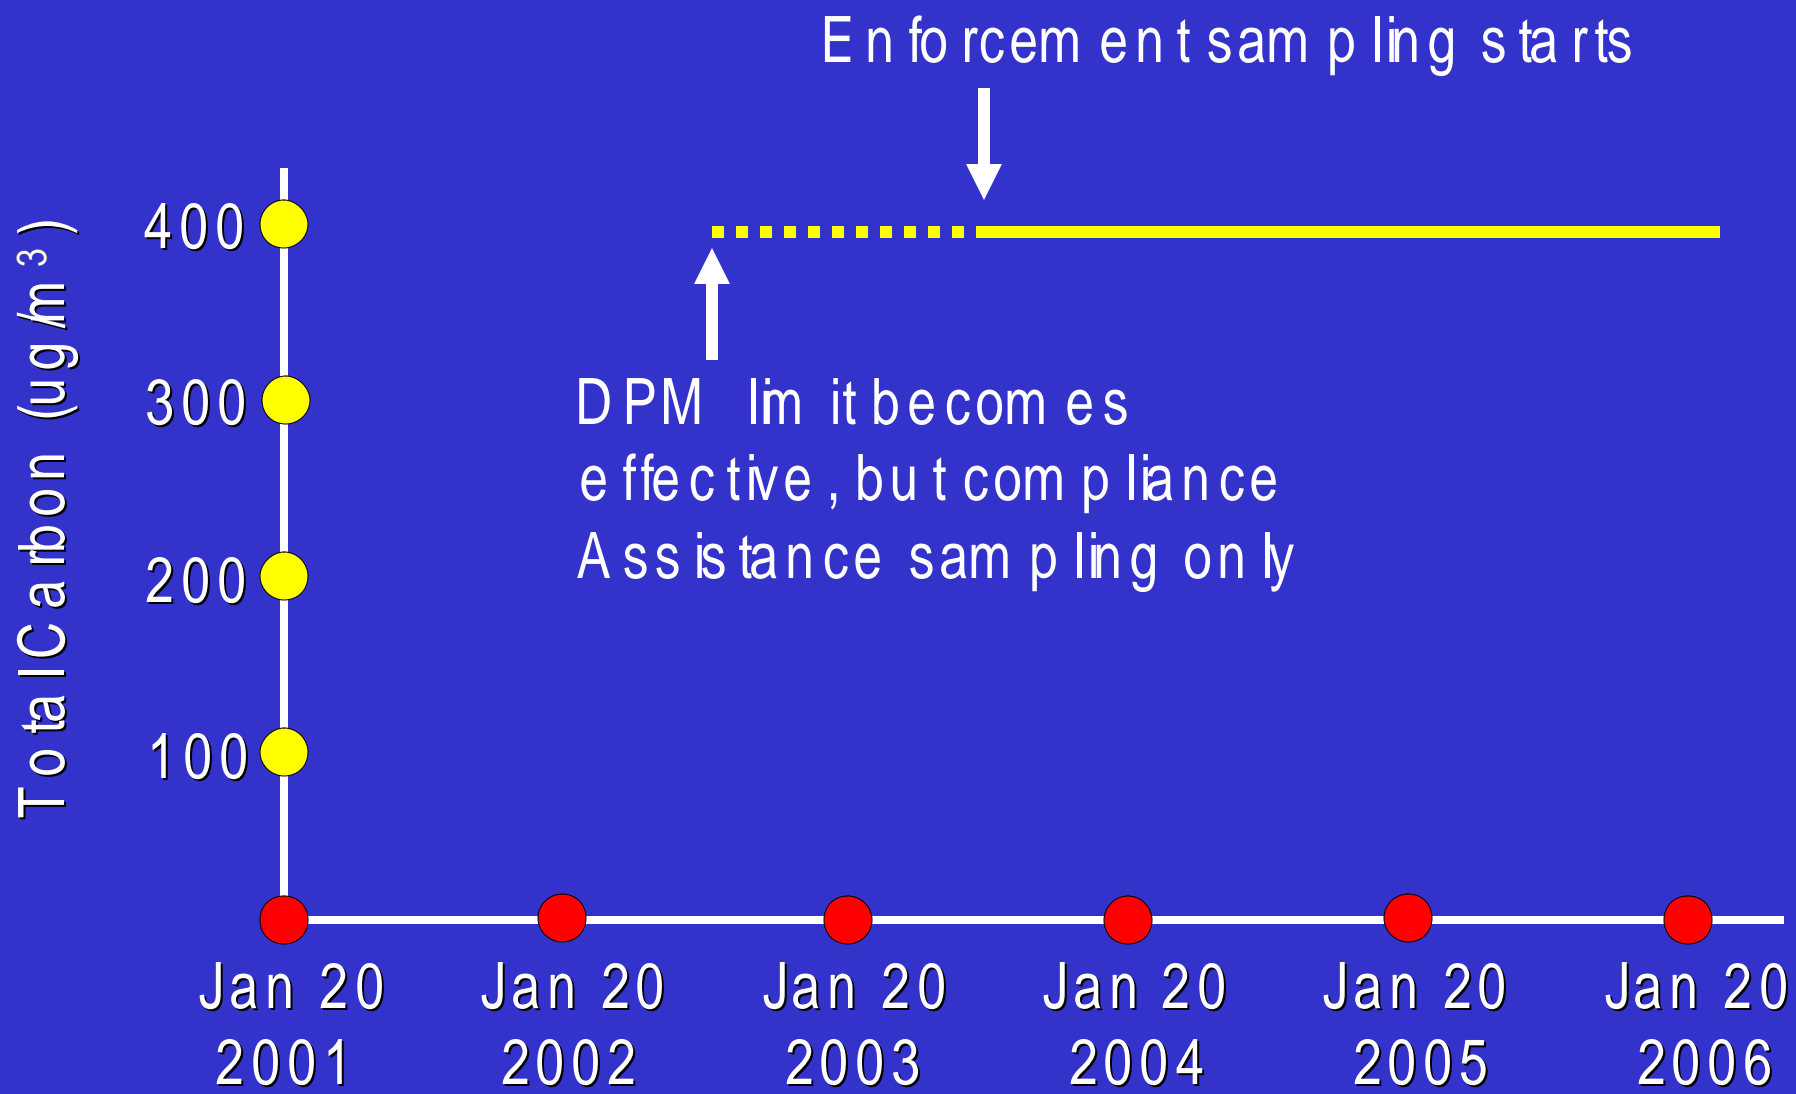 Enforcement sampling starts
400
300
200
100
Total Carbon (ug/m³)
DPM limit becomes
effective, but compliance
Assistance sampling only
Jan 20 2001
Jan 20 2002
Jan 20 2003
Jan 20 2004
Jan 20 2005
Jan 20 2006